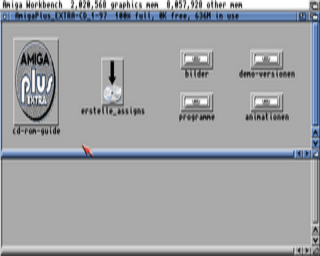 Amiga Workbench 2,020,568 graphics mem 8,057,920 other mem
AmigaPlus_EXTRA-CD_1-97 100% full, 0K free, 636M in use
AMIGA
plus
EXTRA
cd-rom-guide
erstelle_assigns
bilder
demo-versionen
programme
animationen